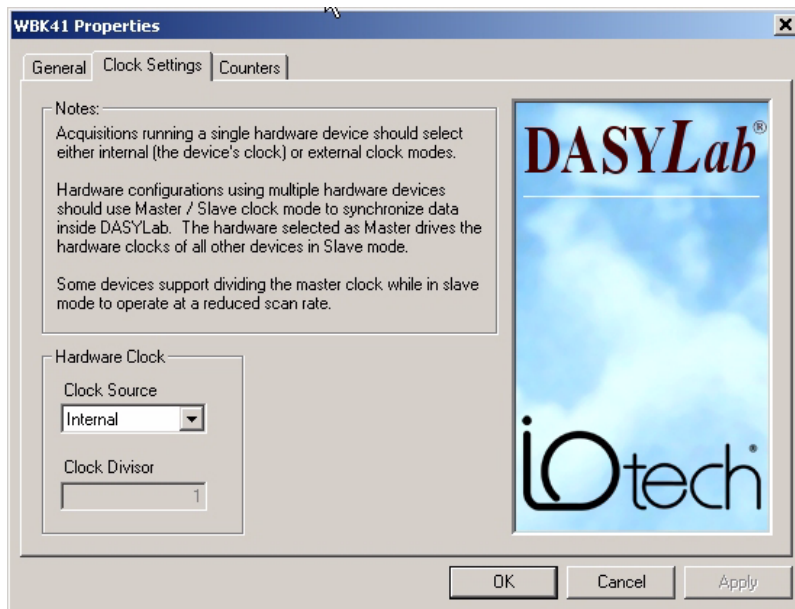 WBK41 Properties
General
Clock Settings
Counters
Notes:
Acquisitions running a single hardware device should select
either internal (the device's clock) or external clock modes.
Hardware configurations using multiple hardware devices
should use Master / Slave clock mode to synchronize data
inside DASYLab. The hardware selected as Master drives the
hardware clocks of all other devices in Slave mode.
Some devices support dividing the master clock while in slave
mode to operate at a reduced scan rate.
DASYLab®
Hardware Clock
Clock Source
Internal
Clock Divisor
1
iOtech®
OK
Cancel
Apply